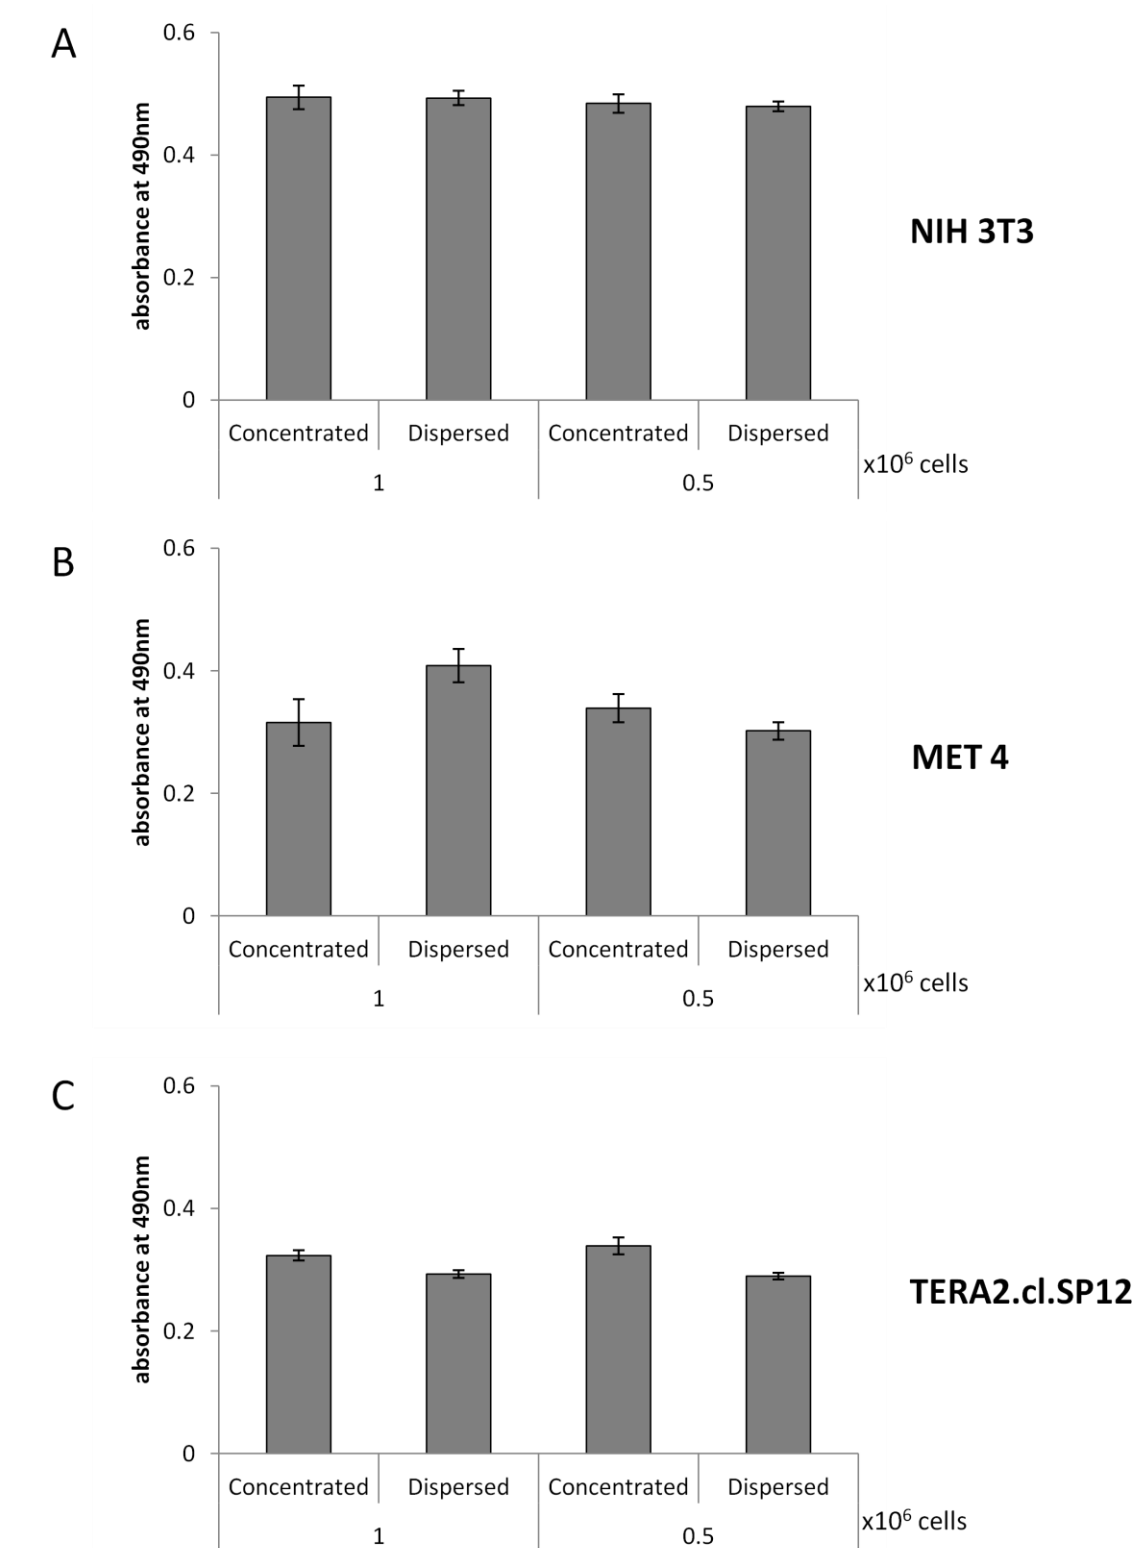 A
0.6
0.4
0.2
0
absorbance at 490nm
Concentrated Dispersed Concentrated Dispersed
1 0.5
x10⁶ cells
NIH 3T3
B
0.6
0.4
0.2
0
absorbance at 490nm
Concentrated Dispersed Concentrated Dispersed
1 0.5
x10⁶ cells
MET 4
C
0.6
0.4
0.2
0
absorbance at 490nm
Concentrated Dispersed Concentrated Dispersed
1 0.5
x10⁶ cells
TERA2.cl.SP12